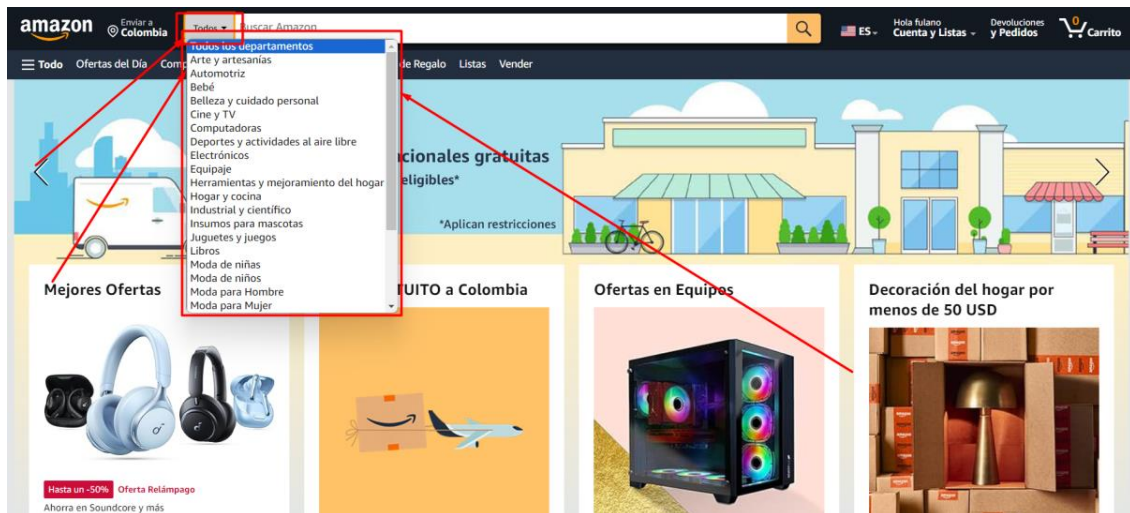 amazon
Enviar a
Colombia
Todos
Buscar Amazon
ES
Hola fulano
Cuenta y Listas
Devoluciones
y Pedidos
0
Carrito
Todo
Ofertas del Día
de Regalo
Listas
Vender
Todos los departamentos
Arte y artesanías
Automotriz
Bebé
Belleza y cuidado personal
Cine y TV
Computadoras
Deportes y actividades al aire libre
Electrónicos
Equipaje
Herramientas y mejoramiento del hogar
Hogar y cocina
Industrial y científico
Insumos para mascotas
Juguetes y juegos
Libros
Moda de niñas
Moda de niños
Moda para Hombre
Moda para Mujer
cionales gratuitas
eligibles*
*Aplican restricciones
Mejores Ofertas
UITO a Colombia
Ofertas en Equipos
Decoración del hogar por
menos de 50 USD
Hasta un -50%
Oferta Relámpago
Ahorra en Soundcore y más